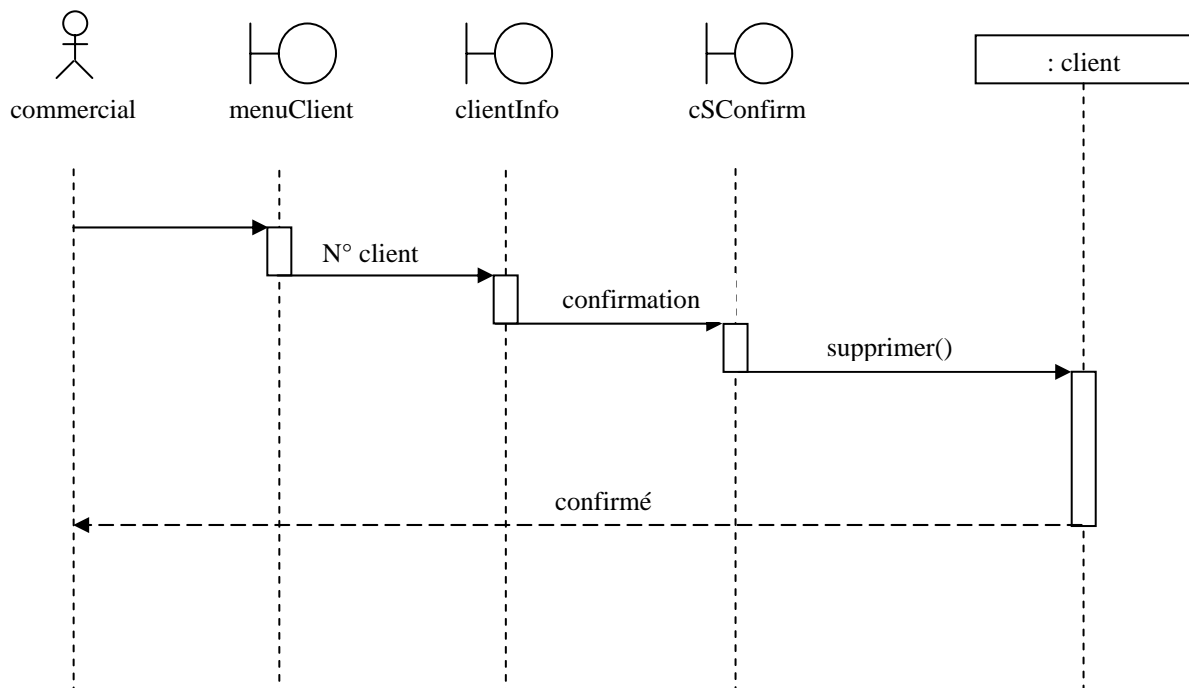 commercial
menuClient
clientInfo
cSConfirm
: client
N° client
confirmation
supprimer()
confirmé